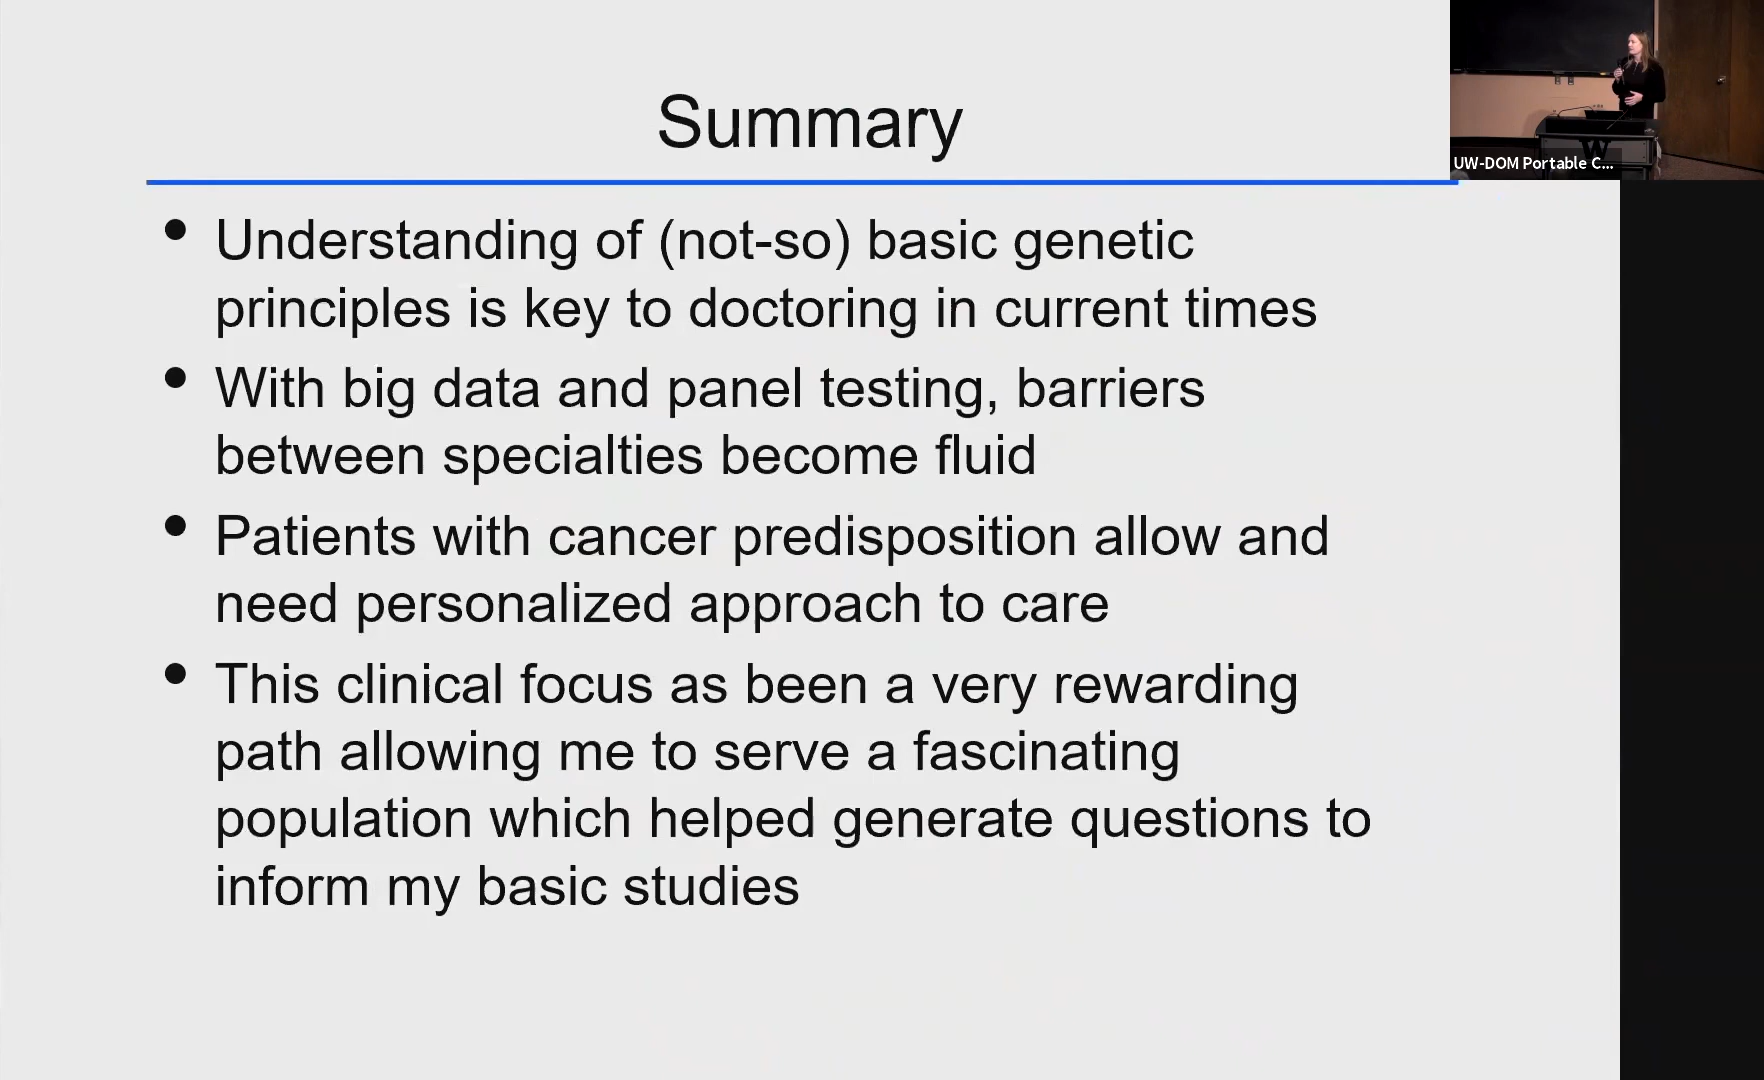 Summary
UW-DOM Portable C...
• Understanding of (not-so) basic genetic
principles is key to doctoring in current times
• With big data and panel testing, barriers
between specialties become fluid
• Patients with cancer predisposition allow and
need personalized approach to care
• This clinical focus as been a very rewarding
path allowing me to serve a fascinating
population which helped generate questions to
inform my basic studies